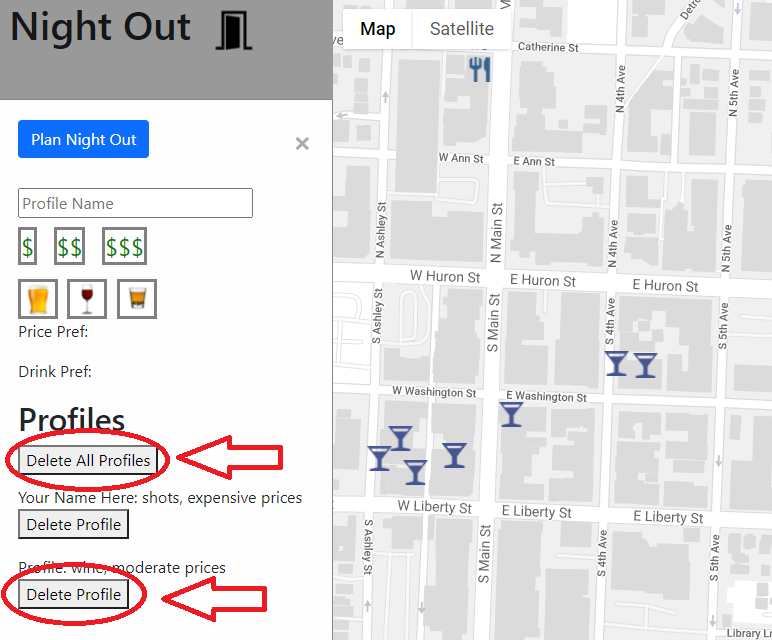 Night Out
Plan Night Out
×
Profile Name
$ $$ $$$
Price Pref:
Drink Pref:
Profiles
Delete All Profiles
Your Name Here: shots, expensive prices
Delete Profile
Profile: wine, moderate prices
Delete Profile
Map Satellite
Catherine St
Detro
N 4th Ave
N 5th Ave
W Ann St
E Ann St
N Ashley St
N Main St
N 4th Ave
N 5th Ave
W Huron St
E Huron St
E Huron St
S Ashley St
S Main St
S 4th Ave
S 5th Ave
W Washington St
E Washington St
W Liberty St
E Liberty St
E Liberty St
S Ashley St
S Main St
S 4th Ave
S 5th Ave
Library Li